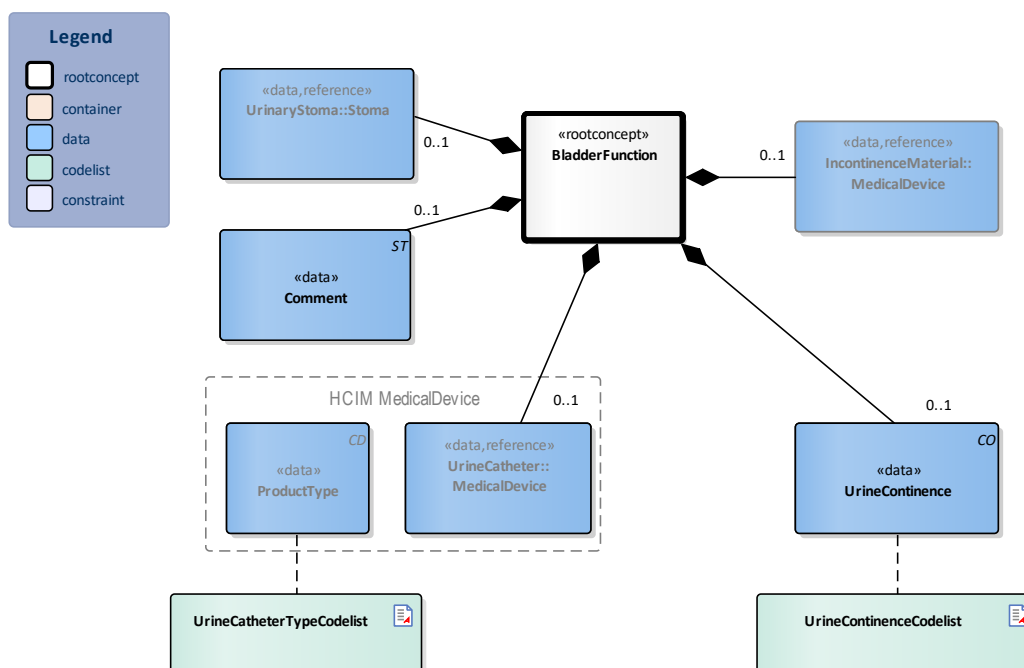 Legend
rootconcept
container
data
codelist
constraint
«data,reference»
UrinaryStoma::Stoma
0..1
«rootconcept»
BladderFunction
0..1
«data,reference»
IncontinenceMaterial::
MedicalDevice
0..1
ST
«data»
Comment
HCIM MedicalDevice
0..1
CD
«data»
ProductType
«data,reference»
UrineCatheter::
MedicalDevice
0..1
CO
«data»
UrineContinence
UrineCatheterTypeCodelist
UrineContinenceCodelist